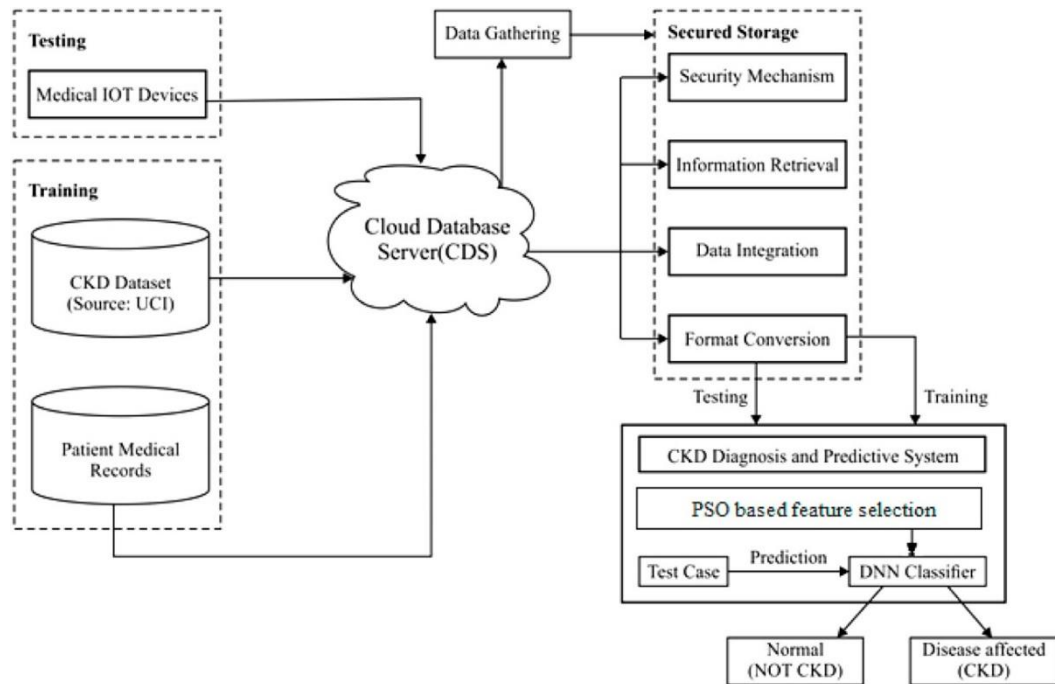 Testing
Medical IOT Devices
Training
CKD Dataset
(Source: UCI)
Patient Medical
Records
Cloud Database
Server(CDS)
Data Gathering
Secured Storage
Security Mechanism
Information Retrieval
Data Integration
Format Conversion
Testing
Training
CKD Diagnosis and Predictive System
PSO based feature selection
Prediction
Test Case
DNN Classifier
Normal
(NOT CKD)
Disease affected
(CKD)